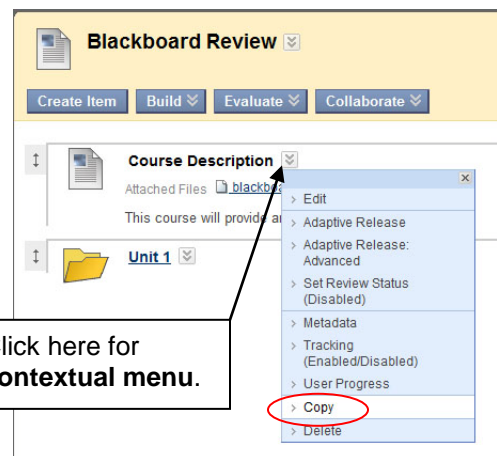 Blackboard Review
Create Item Build Evaluate Collaborate
Course Description
Attached Files
This course will provide
Unit 1
Edit
Adaptive Release
Adaptive Release:
Advanced
Set Review Status
(Disabled)
Metadata
Tracking
(Enabled/Disabled)
User Progress
Copy
Delete
here for
menu.